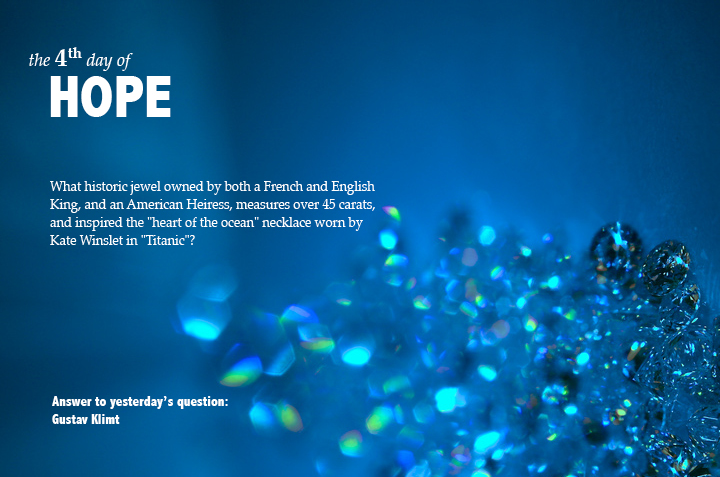 the 4th day of
HOPE
What historic jewel owned by both a French and English
King, and an American Heiress, measures over 45 carats,
and inspired the "heart of the ocean" necklace worn by
Kate Winslet in "Titanic"?
Answer to yesterday's question:
Gustav Klimt